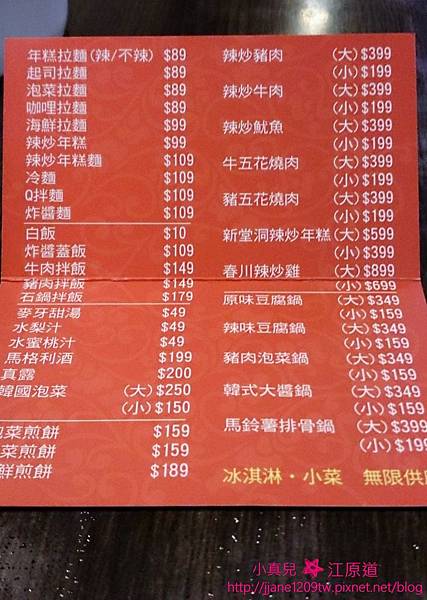 年糕拉麵(辣/不辣) $89
起司拉麵 $89
泡菜拉麵 $89
咖哩拉麵 $89
海鮮拉麵 $99
辣炒年糕 $99
辣炒年糕麵 $109
冷麵 $109
Q拌麵 $109
炸醬麵 $109
白飯 $10
炸醬蓋飯 $109
牛肉拌飯 $149
豬肉拌飯 $149
石鍋拌飯 $179
麥芽甜湯 $49
水梨汁 $49
水蜜桃汁 $49
馬格利酒 $199
真露 $200
韓國泡菜 (大) $250
(小) $150
泡菜煎餅 $159
菜煎餅 $159
鮮煎餅 $189
辣炒豬肉 (大) $399
(小) $199
辣炒牛肉 (大) $399
(小) $199
辣炒魷魚 (大) $399
(小) $199
牛五花燒肉 (大) $399
(小) $199
豬五花燒肉 (大) $399
(小) $199
新堂洞辣炒年糕 (大) $599
(小) $399
春川辣炒雞 (大) $899
(小) $699
原味豆腐鍋 (大) $349
(小) $159
辣味豆腐鍋 (大) $349
(小) $159
豬肉泡菜鍋 (大) $349
(小) $159
韓式大醬鍋 (大) $349
(小) $159
馬鈴薯排骨鍋 (大) $399
(小) $199
冰淇淋・小菜 無限供應
小真兒 江原道
http://jjane1209tw.pixnet.net/blog